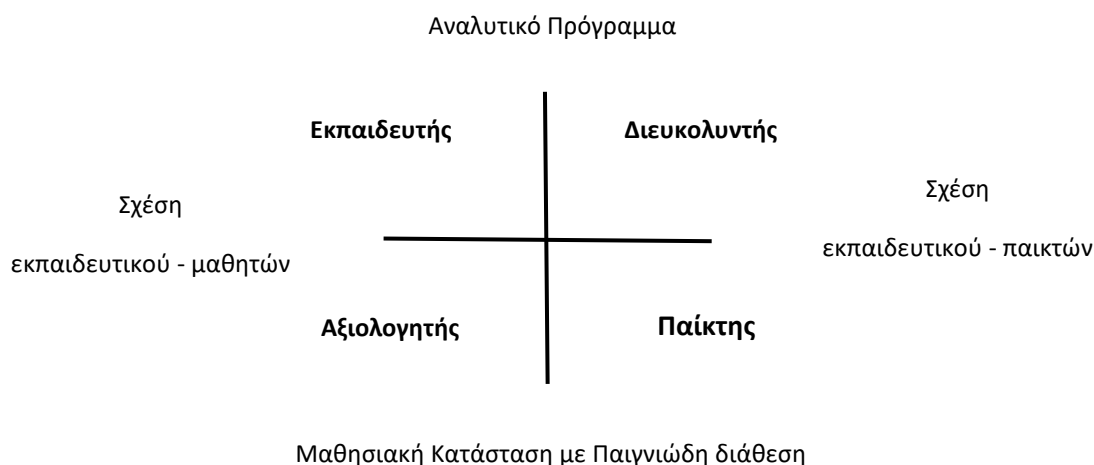 Αναλυτικό Πρόγραμμα
Εκπαιδευτής
Διευκολυντής
Σχέση
εκπαιδευτικού - μαθητών
Σχέση
εκπαιδευτικού - παικτών
Αξιολογητής
Παίκτης
Μαθησιακή Κατάσταση με Παιγνιώδη διάθεση